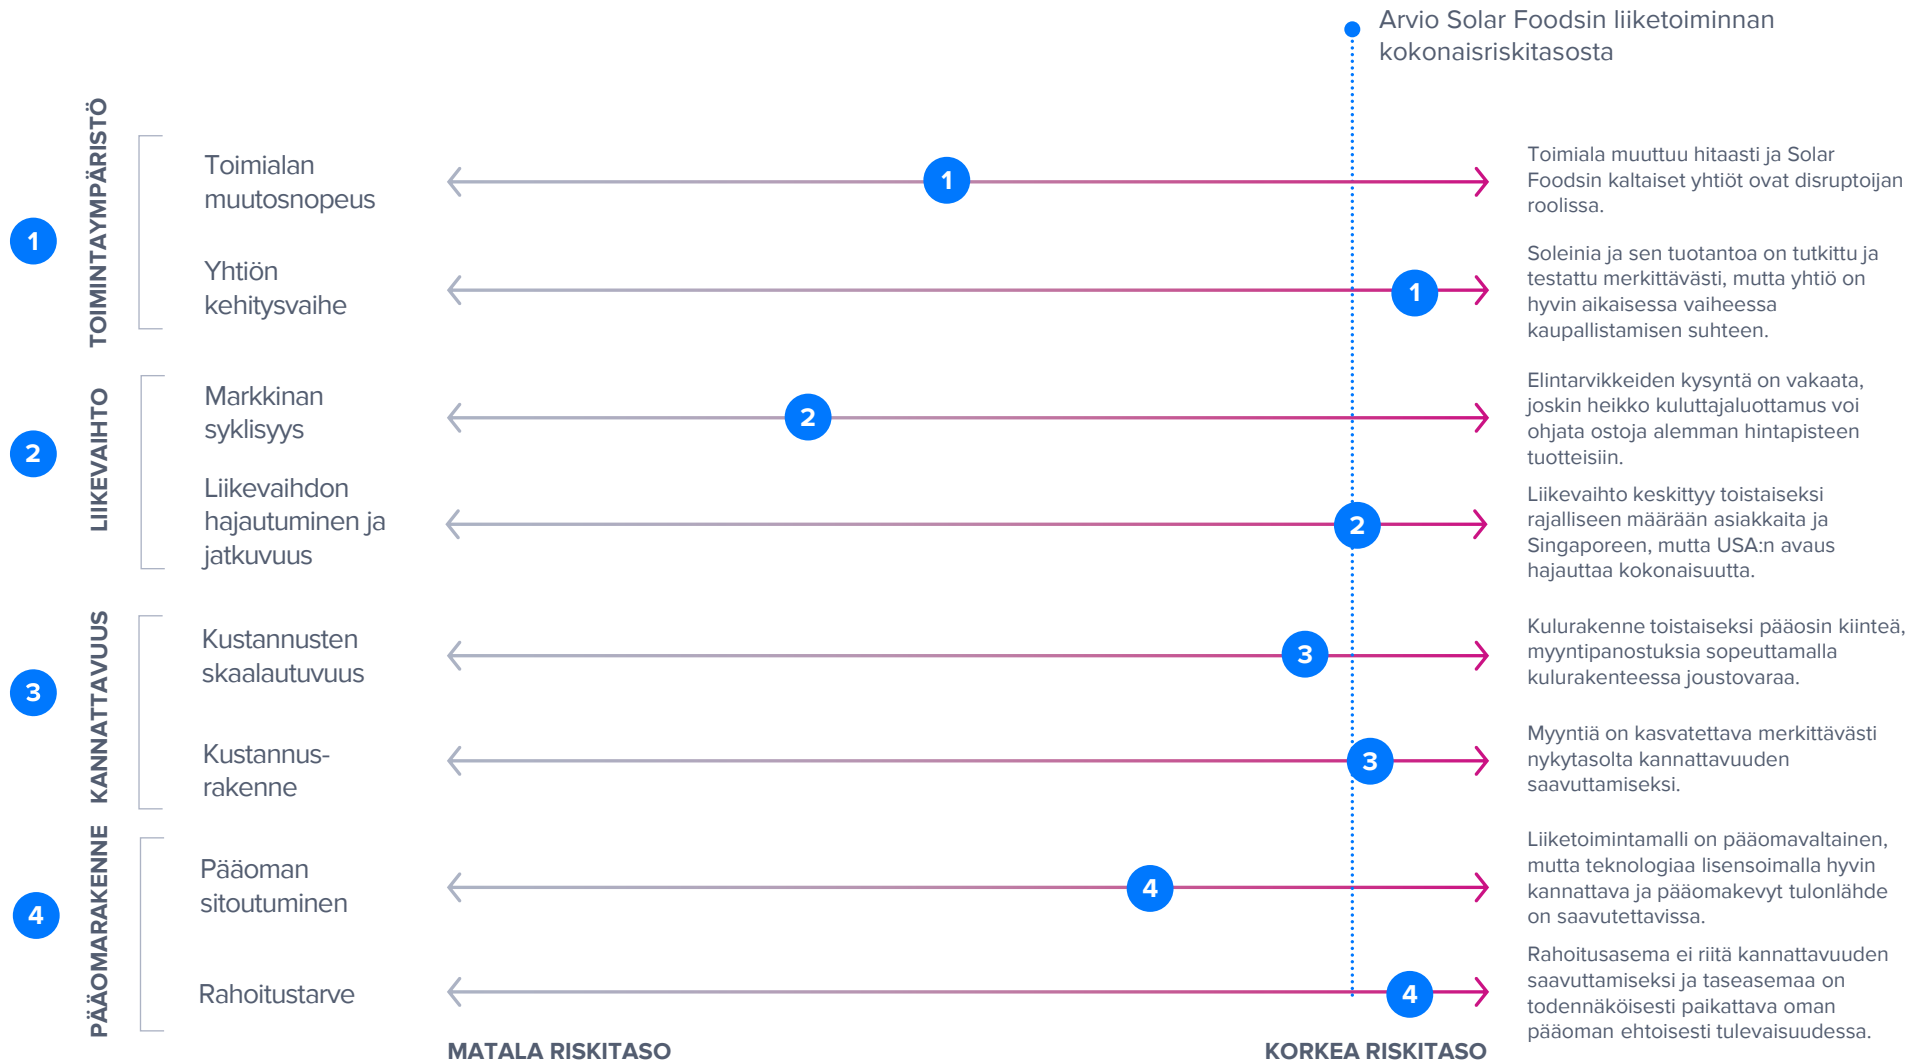 Arvio Solar Foodsin liiketoiminnan
kokonaisriskitasosta
1
TOIMINTAYMPÄRISTÖ
Toimialan
muutosnopeus
1
Toimiala muuttuu hitaasti ja Solar
Foodsin kaltaiset yhtiöt ovat disruptoijan
roolissa.
Yhtiön
kehitysvaihe
1
Soleinia ja sen tuotantoa on tutkittu ja
testattu merkittävästi, mutta yhtiö on
hyvin aikaisessa vaiheessa
kaupallistamisen suhteen.
2
LIIKEVAIHTO
Markkinan
syklisyys
2
Elintarvikkeiden kysyntä on vakaata,
joskin heikko kuluttajaluottamus voi
ohjata ostoja alemman hintapisteen
tuotteisiin.
Liikevaihdon
hajautuminen ja
jatkuvuus
2
Liikevaihto keskittyy toistaiseksi
rajalliseen määrään asiakkaita ja
Singaporeen, mutta USA:n avaus
hajauttaa kokonaisuutta.
3
KANNATTAVUUS
Kustannusten
skaalautuvuus
3
Kulurakenne toistaiseksi pääosin kiinteä,
myyntipanostuksia sopeuttamalla
kulurakenteessa joustovaraa.
Kustannus-
rakenne
3
Myyntiä on kasvatettava merkittävästi
nykytasolta kannattavuuden
saavuttamiseksi.
4
PÄÄOMARAKENNE
Pääoman
sitoutuminen
4
Liiketoimintamalli on pääomavaltainen,
mutta teknologiaa lisensoimalla hyvin
kannattava ja pääomakevyt tulonlähde
on saavutettavissa.
Rahoitustarve
4
Rahoitusasema ei riitä kannattavuuden
saavuttamiseksi ja taseasemaa on
todennäköisesti paikattava oman
pääoman ehtoisesti tulevaisuudessa.
MATALA RISKITASO
KORKEA RISKITASO